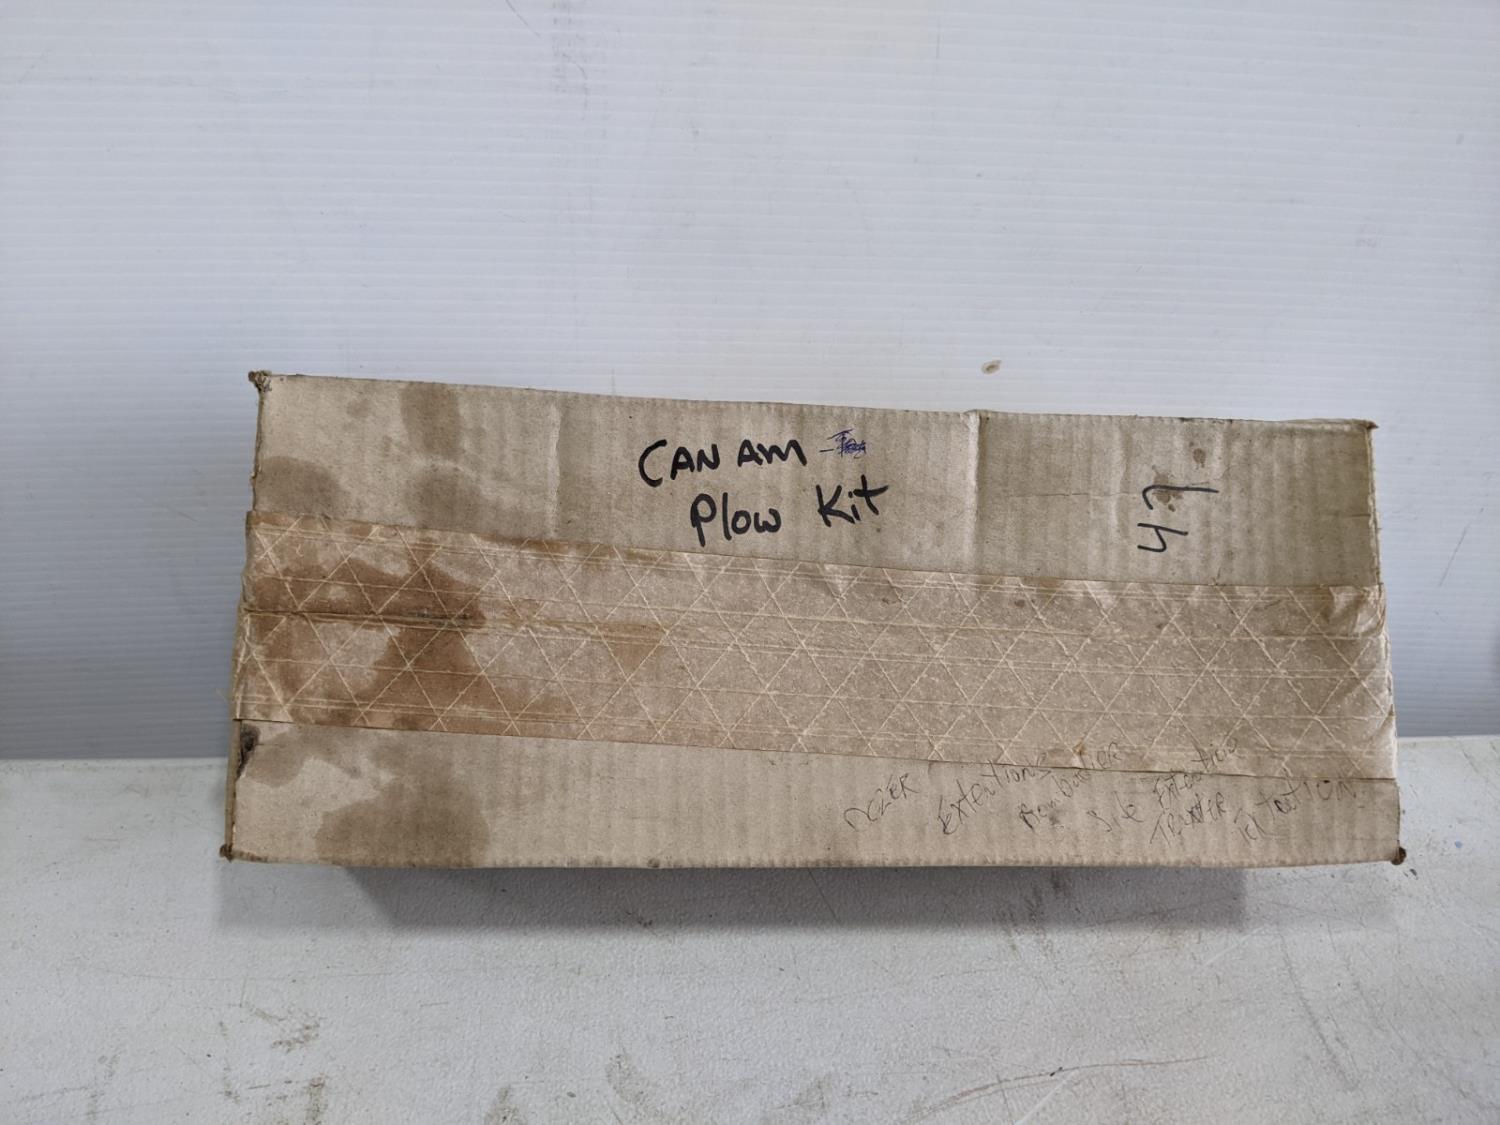 CAN AM
Plow Kit
47
DOZER Extentions
Side Extention